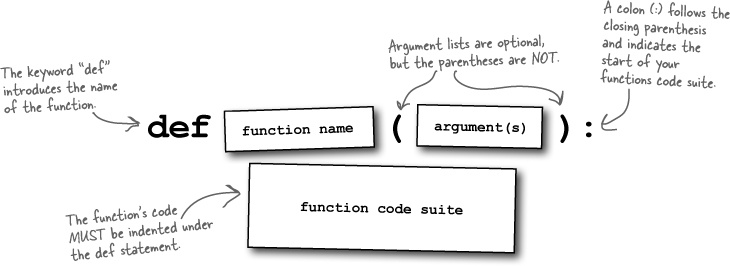 A colon (:) follows the
closing parenthesis
and indicates the
start of your
functions code suite.
Argument lists are optional,
but the parentheses are NOT.
The keyword “def”
introduces the name
of the function.
def function name ( argument(s) ) :
function code suite
The function's code
MUST be indented under
the def statement.